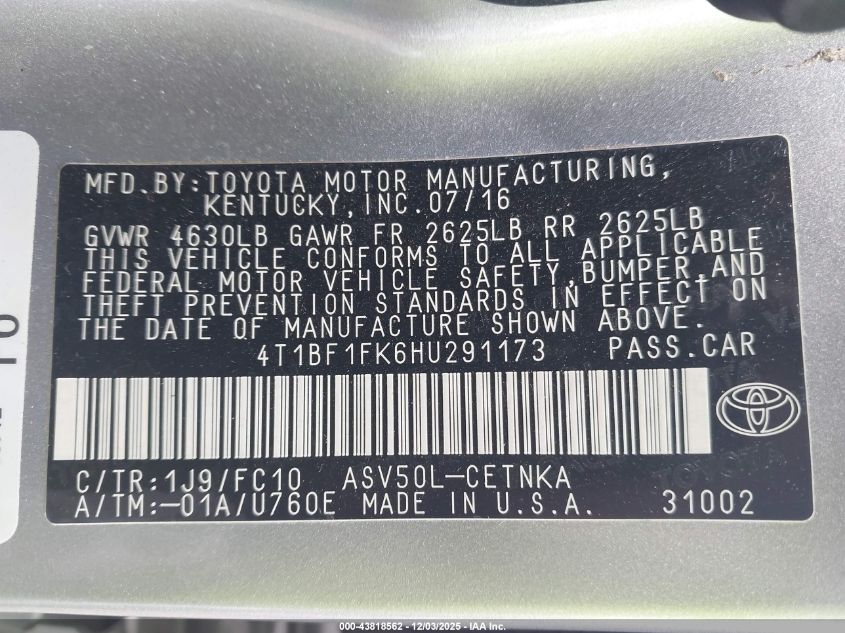 MFD.BY:TOYOTA MOTOR MANUFACTURING,
KENTUCKY,INC.07/16
GVWR 4630LB GAWR FR 2625LB RR 2625LB
THIS VEHICLE CONFORMS TO ALL APPLICABLE
FEDERAL MOTOR VEHICLE SAFETY,BUMPER,AND
THEFT PREVENTION STANDARDS IN EFFECT ON
THE DATE OF MANUFACTURE SHOWN ABOVE.
4T1BF1FK6HU291173 PASS.CAR
C/TR:1J9/FC10 ASV50L-CETNKA
A/TM:-01A/U760E MADE IN U.S.A. 31002
000-43818562 - 12/03/2025 - IAA Inc.